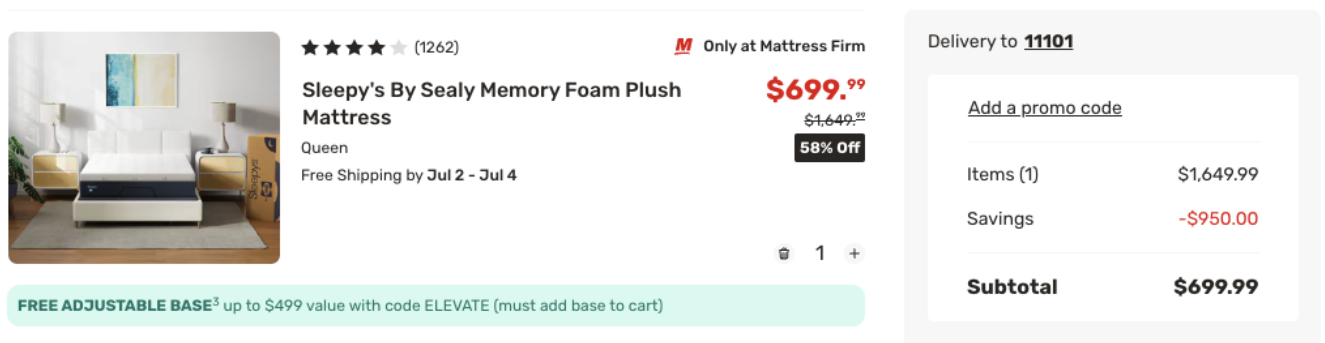 (1262)
Only at Mattress Firm
Sleepy's By Sealy Memory Foam Plush
Mattress
$699.99
$1,649.99
58% Off
Queen
Free Shipping by Jul 2 - Jul 4
Sleepy's
1
FREE ADJUSTABLE BASE3 up to $499 value with code ELEVATE (must add base to cart)
Delivery to 11101
Add a promo code
Items (1) $1,649.99
Savings -$950.00
Subtotal $699.99